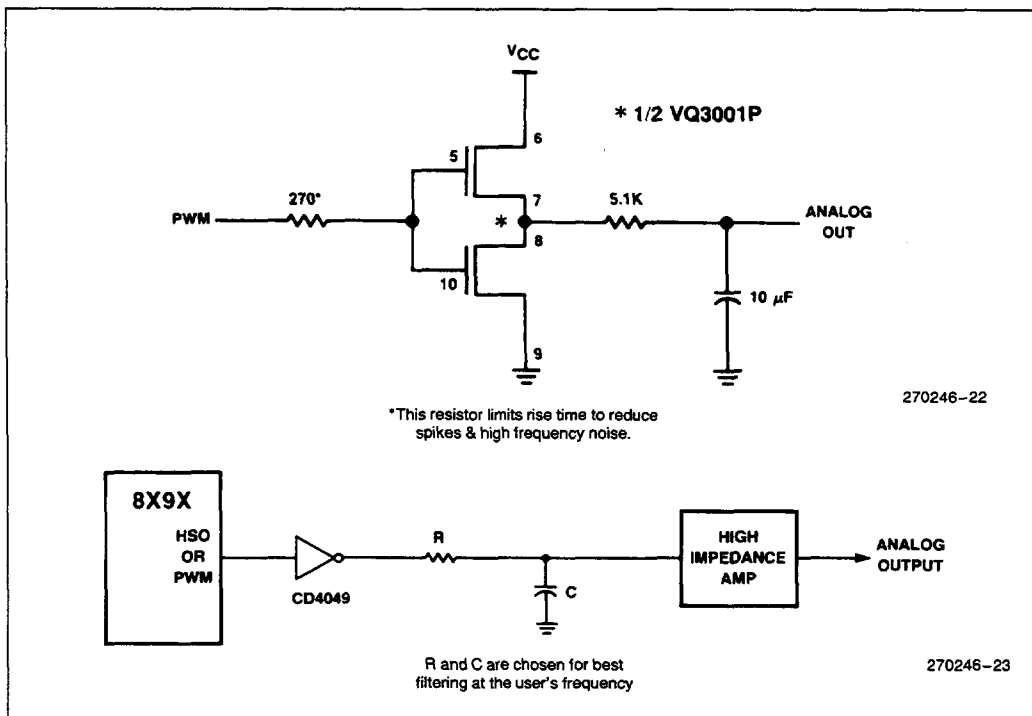 VCC
* 1/2 VQ3001P
6
5
270*
7
5.1K
PWM
*
ANALOG
OUT
8
10
10 µF
9
270246-22
*This resistor limits rise time to reduce
spikes & high frequency noise.
8X9X
HSO
OR
PWM
CD4049
R
C
HIGH
IMPEDANCE
AMP
ANALOG
OUTPUT
R and C are chosen for best
filtering at the user's frequency
270246-23